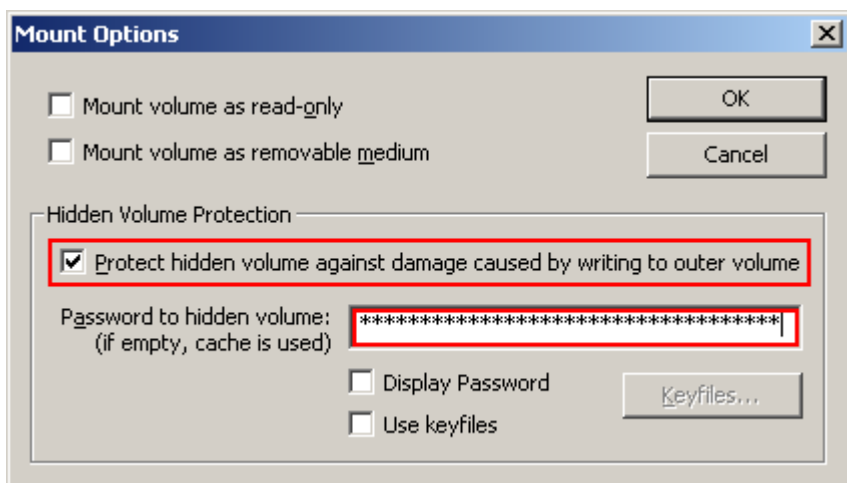 Mount Options
Mount volume as read-only
OK
Mount volume as removable medium
Cancel
Hidden Volume Protection
Protect hidden volume against damage caused by writing to outer volume
Password to hidden volume:
(if empty, cache is used)
***********************************
Display Password
Keyfiles...
Use keyfiles